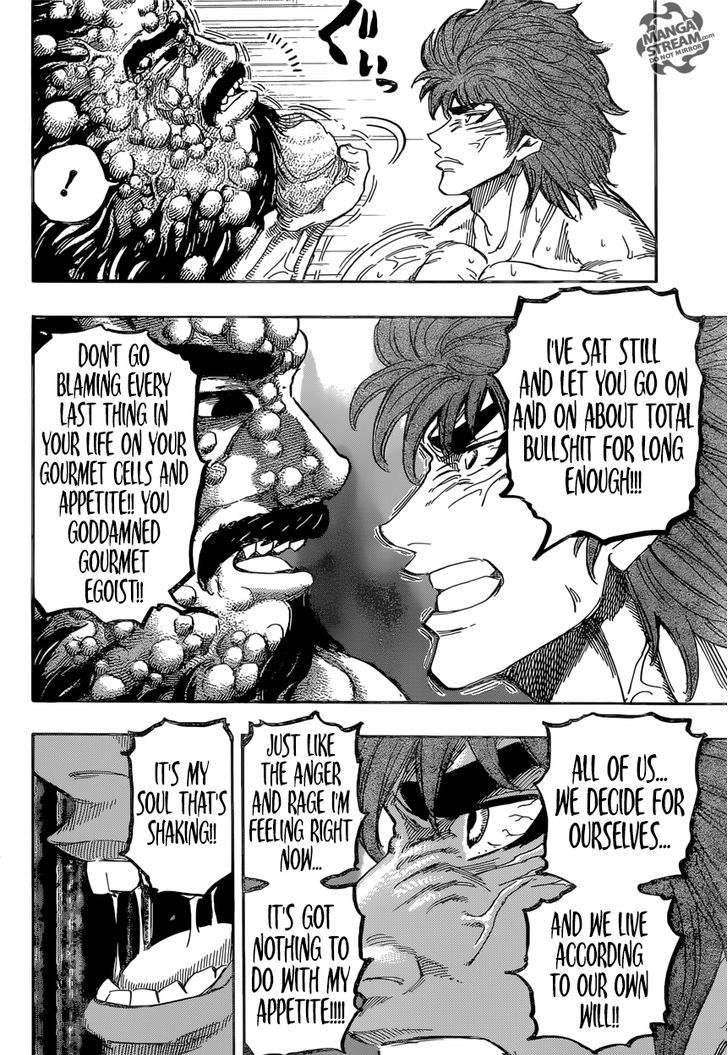 MANGA
STREAM.com
DO NOT MIRROR
ぐいっ
!
I'VE SAT STILL
AND LET YOU GO ON
AND ON ABOUT TOTAL
BULLSHIT FOR LONG
ENOUGH!!!
DON'T GO
BLAMING EVERY
LAST THING IN
YOUR LIFE ON YOUR
GOURMET CELLS AND
APPETITE!! YOU
GODDAMNED
GOURMET
EGOIST!!
ALL OF US...
WE DECIDE FOR
OURSELVES...
AND WE LIVE
ACCORDING
TO OUR OWN
WILL!!
JUST LIKE
THE ANGER
AND RAGE I'M
FEELING RIGHT
NOW...
IT'S GOT
NOTHING TO
DO WITH MY
APPETITE!!!!
IT'S MY
SOUL THAT'S
SHAKING!!